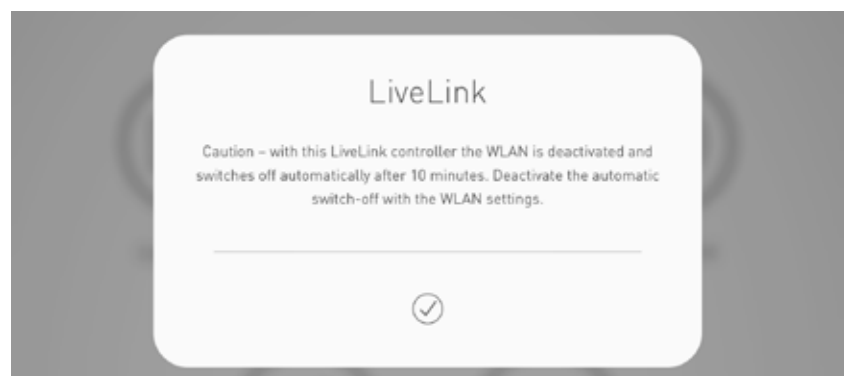 LiveLink
Caution – with this LiveLink controller the WLAN is deactivated and
switches off automatically after 10 minutes. Deactivate the automatic
switch-off with the WLAN settings.